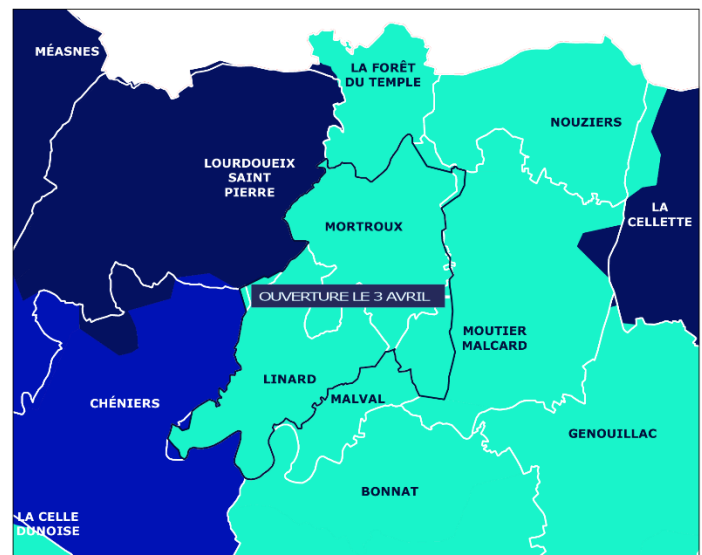 MÉASNES
LA FORÊT
DU TEMPLE
NOUZIERS
LOURDOUEIX
SAINT
PIERRE
LA
CELLETTE
MORTROUX
OUVERTURE LE 3 AVRIL
MOUTIER
MALCARD
LINARD
MALVAL
CHÉNIERS
GENOUILLAC
BONNAT
LA CELLE
DUNOISE